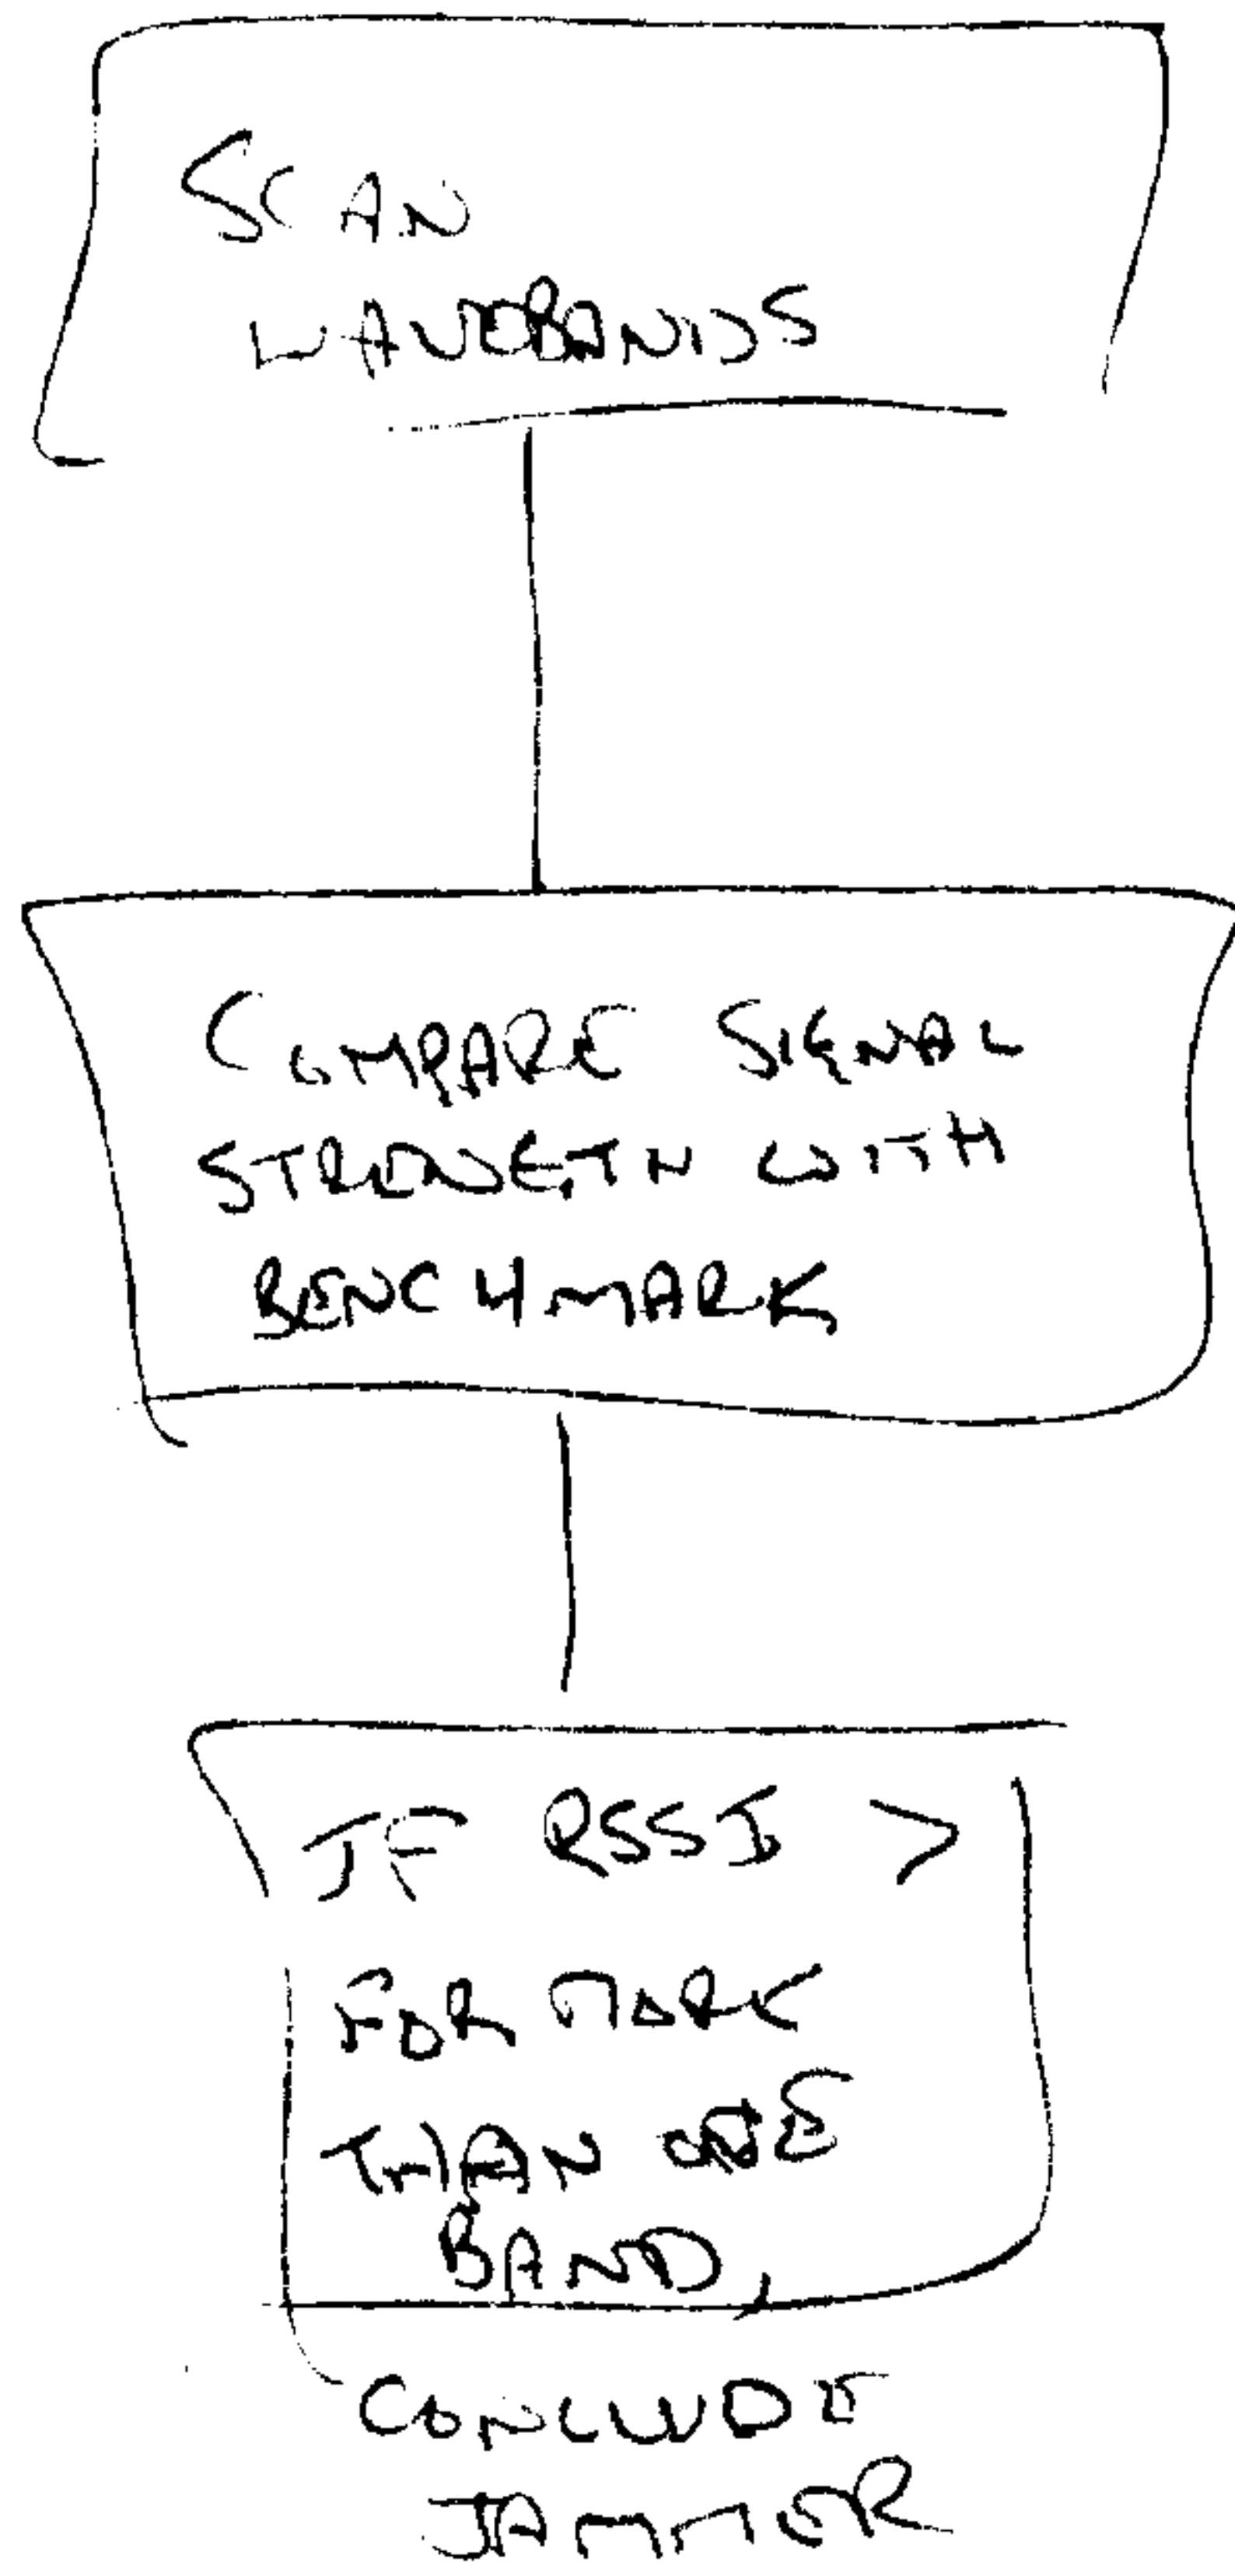 SCAN
WAVEBANDS
COMPARE SIGNAL
STRENGTH WITH
BENCHMARK
IF RSSI >
FOR MORE
THAN ONE
BAND,
CONCLUDE
JAMMER